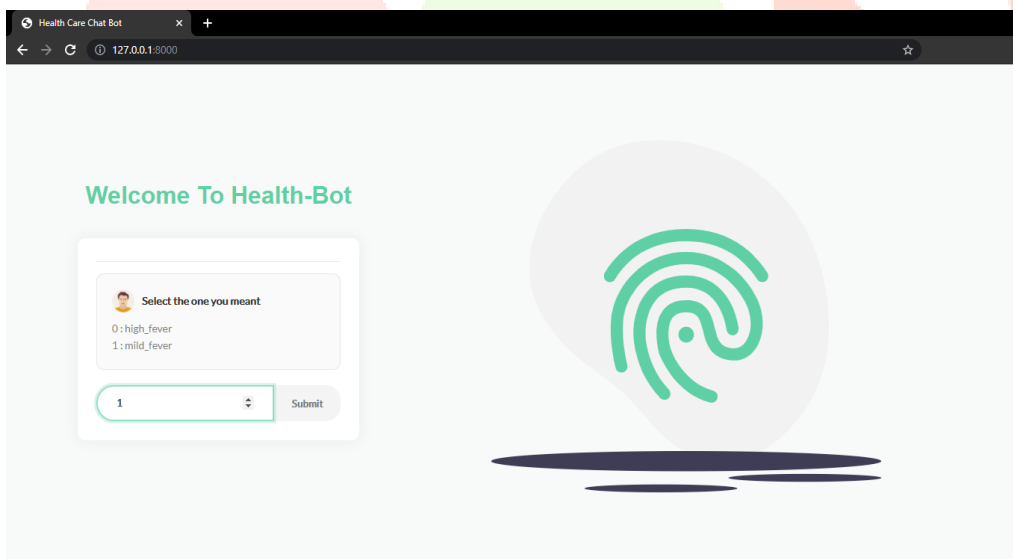 Health Care Chat Bot
127.0.0.1:8000
Welcome To Health-Bot
Select the one you meant
0 : high_fever
1 : mild_fever
1
Submit